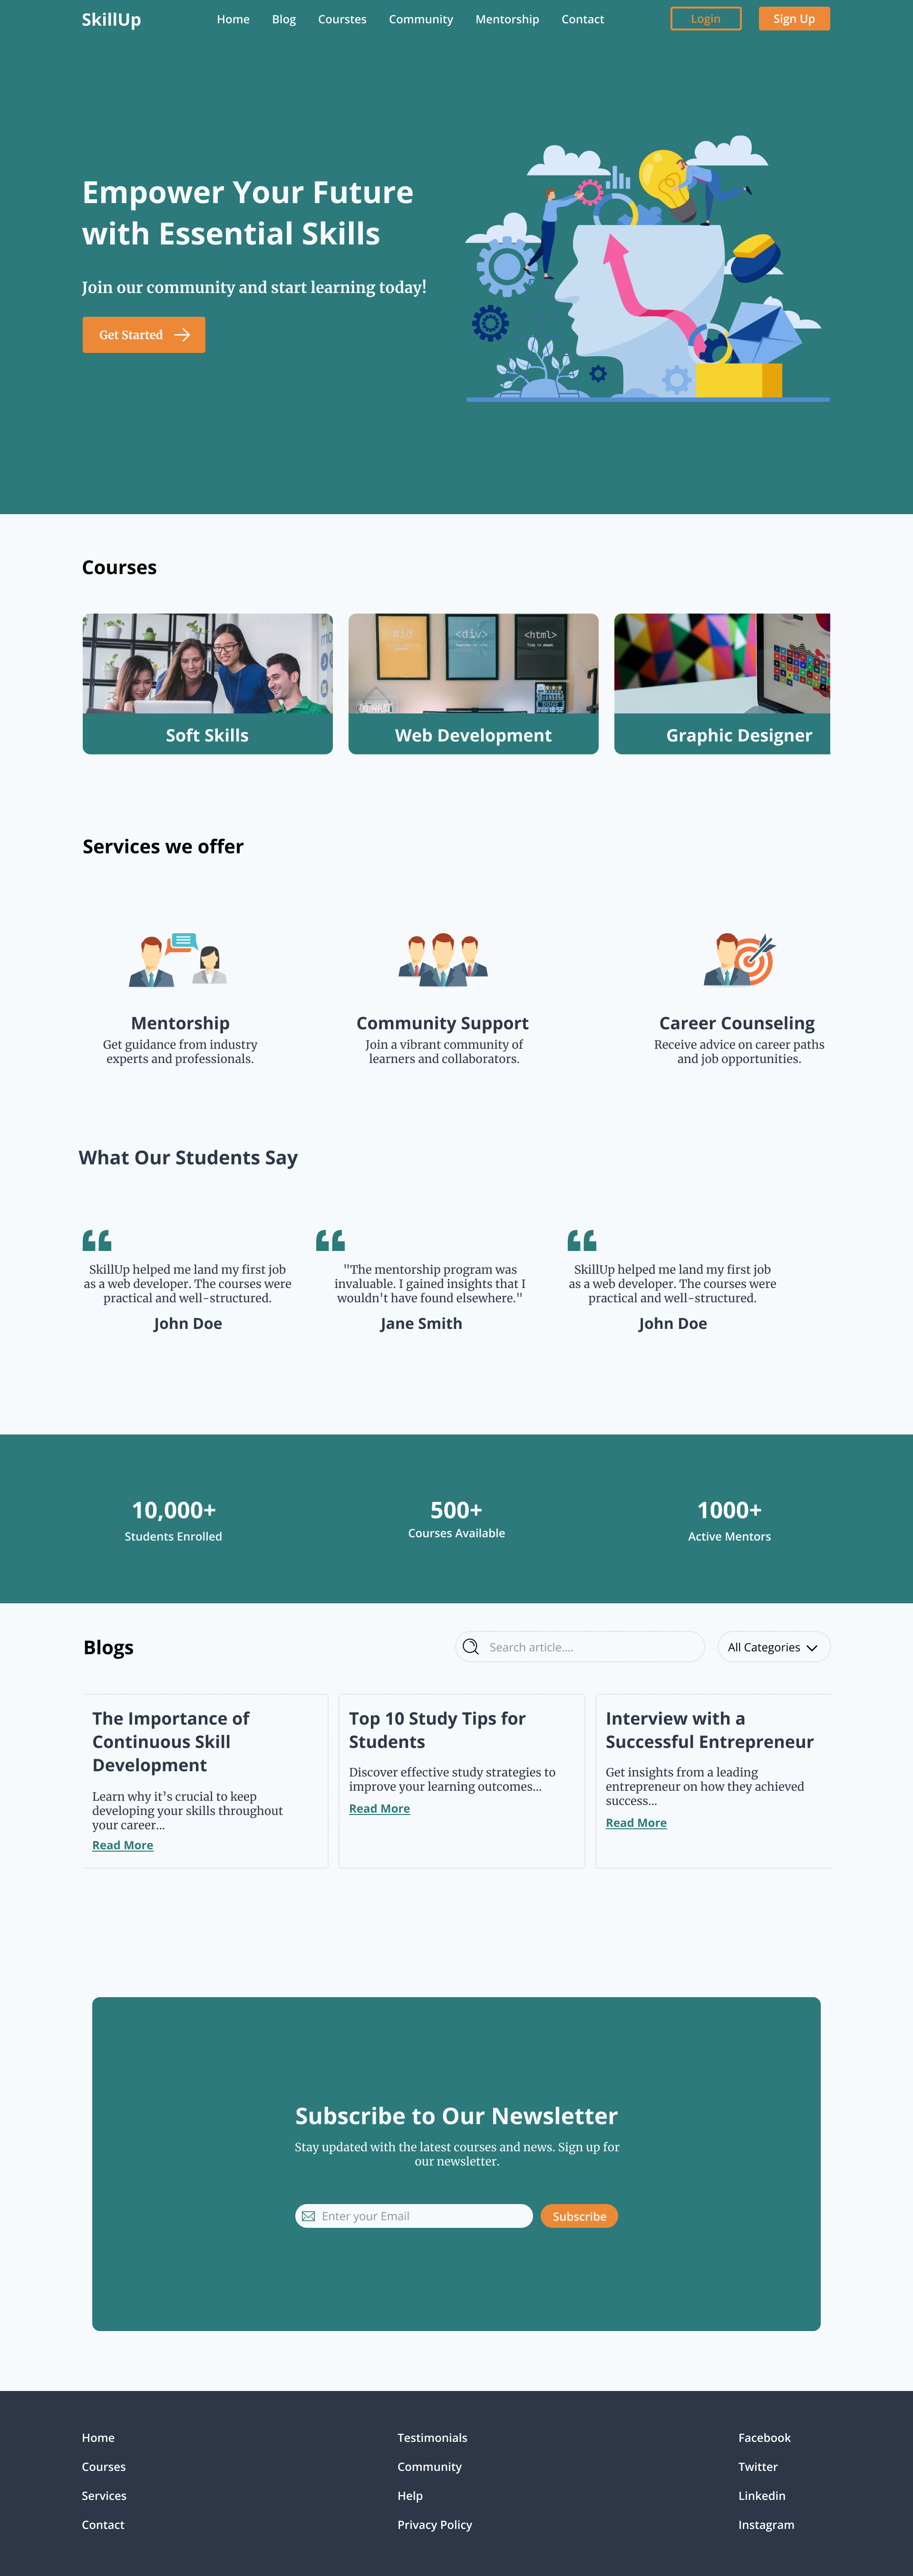 SkillUp
Home
Blog
Courstes
Community
Mentorship
Contact
Login
Sign Up
Empower Your Future
with Essential Skills
Join our community and start learning today!
Get Started
Courses
#id
<div>
<html>
Soft Skills
Web Development
Graphic Designer
Services we offer
Mentorship
Get guidance from industry
experts and professionals.
Community Support
Join a vibrant community of
learners and collaborators.
Career Counseling
Receive advice on career paths
and job opportunities.
What Our Students Say
SkillUp helped me land my first job
as a web developer. The courses were
practical and well-structured.
John Doe
"The mentorship program was
invaluable. I gained insights that I
wouldn't have found elsewhere."
Jane Smith
SkillUp helped me land my first job
as a web developer. The courses were
practical and well-structured.
John Doe
10,000+
Students Enrolled
500+
Courses Available
1000+
Active Mentors
Blogs
Search article....
All Categories
The Importance of
Continuous Skill
Development
Learn why it’s crucial to keep
developing your skills throughout
your career...
Read More
Top 10 Study Tips for
Students
Discover effective study strategies to
improve your learning outcomes...
Read More
Interview with a
Successful Entrepreneur
Get insights from a leading
entrepreneur on how they achieved
success...
Read More
Subscribe to Our Newsletter
Stay updated with the latest courses and news. Sign up for
our newsletter.
Enter your Email
Subscribe
Home
Courses
Services
Contact
Testimonials
Community
Help
Privacy Policy
Facebook
Twitter
Linkedin
Instagram